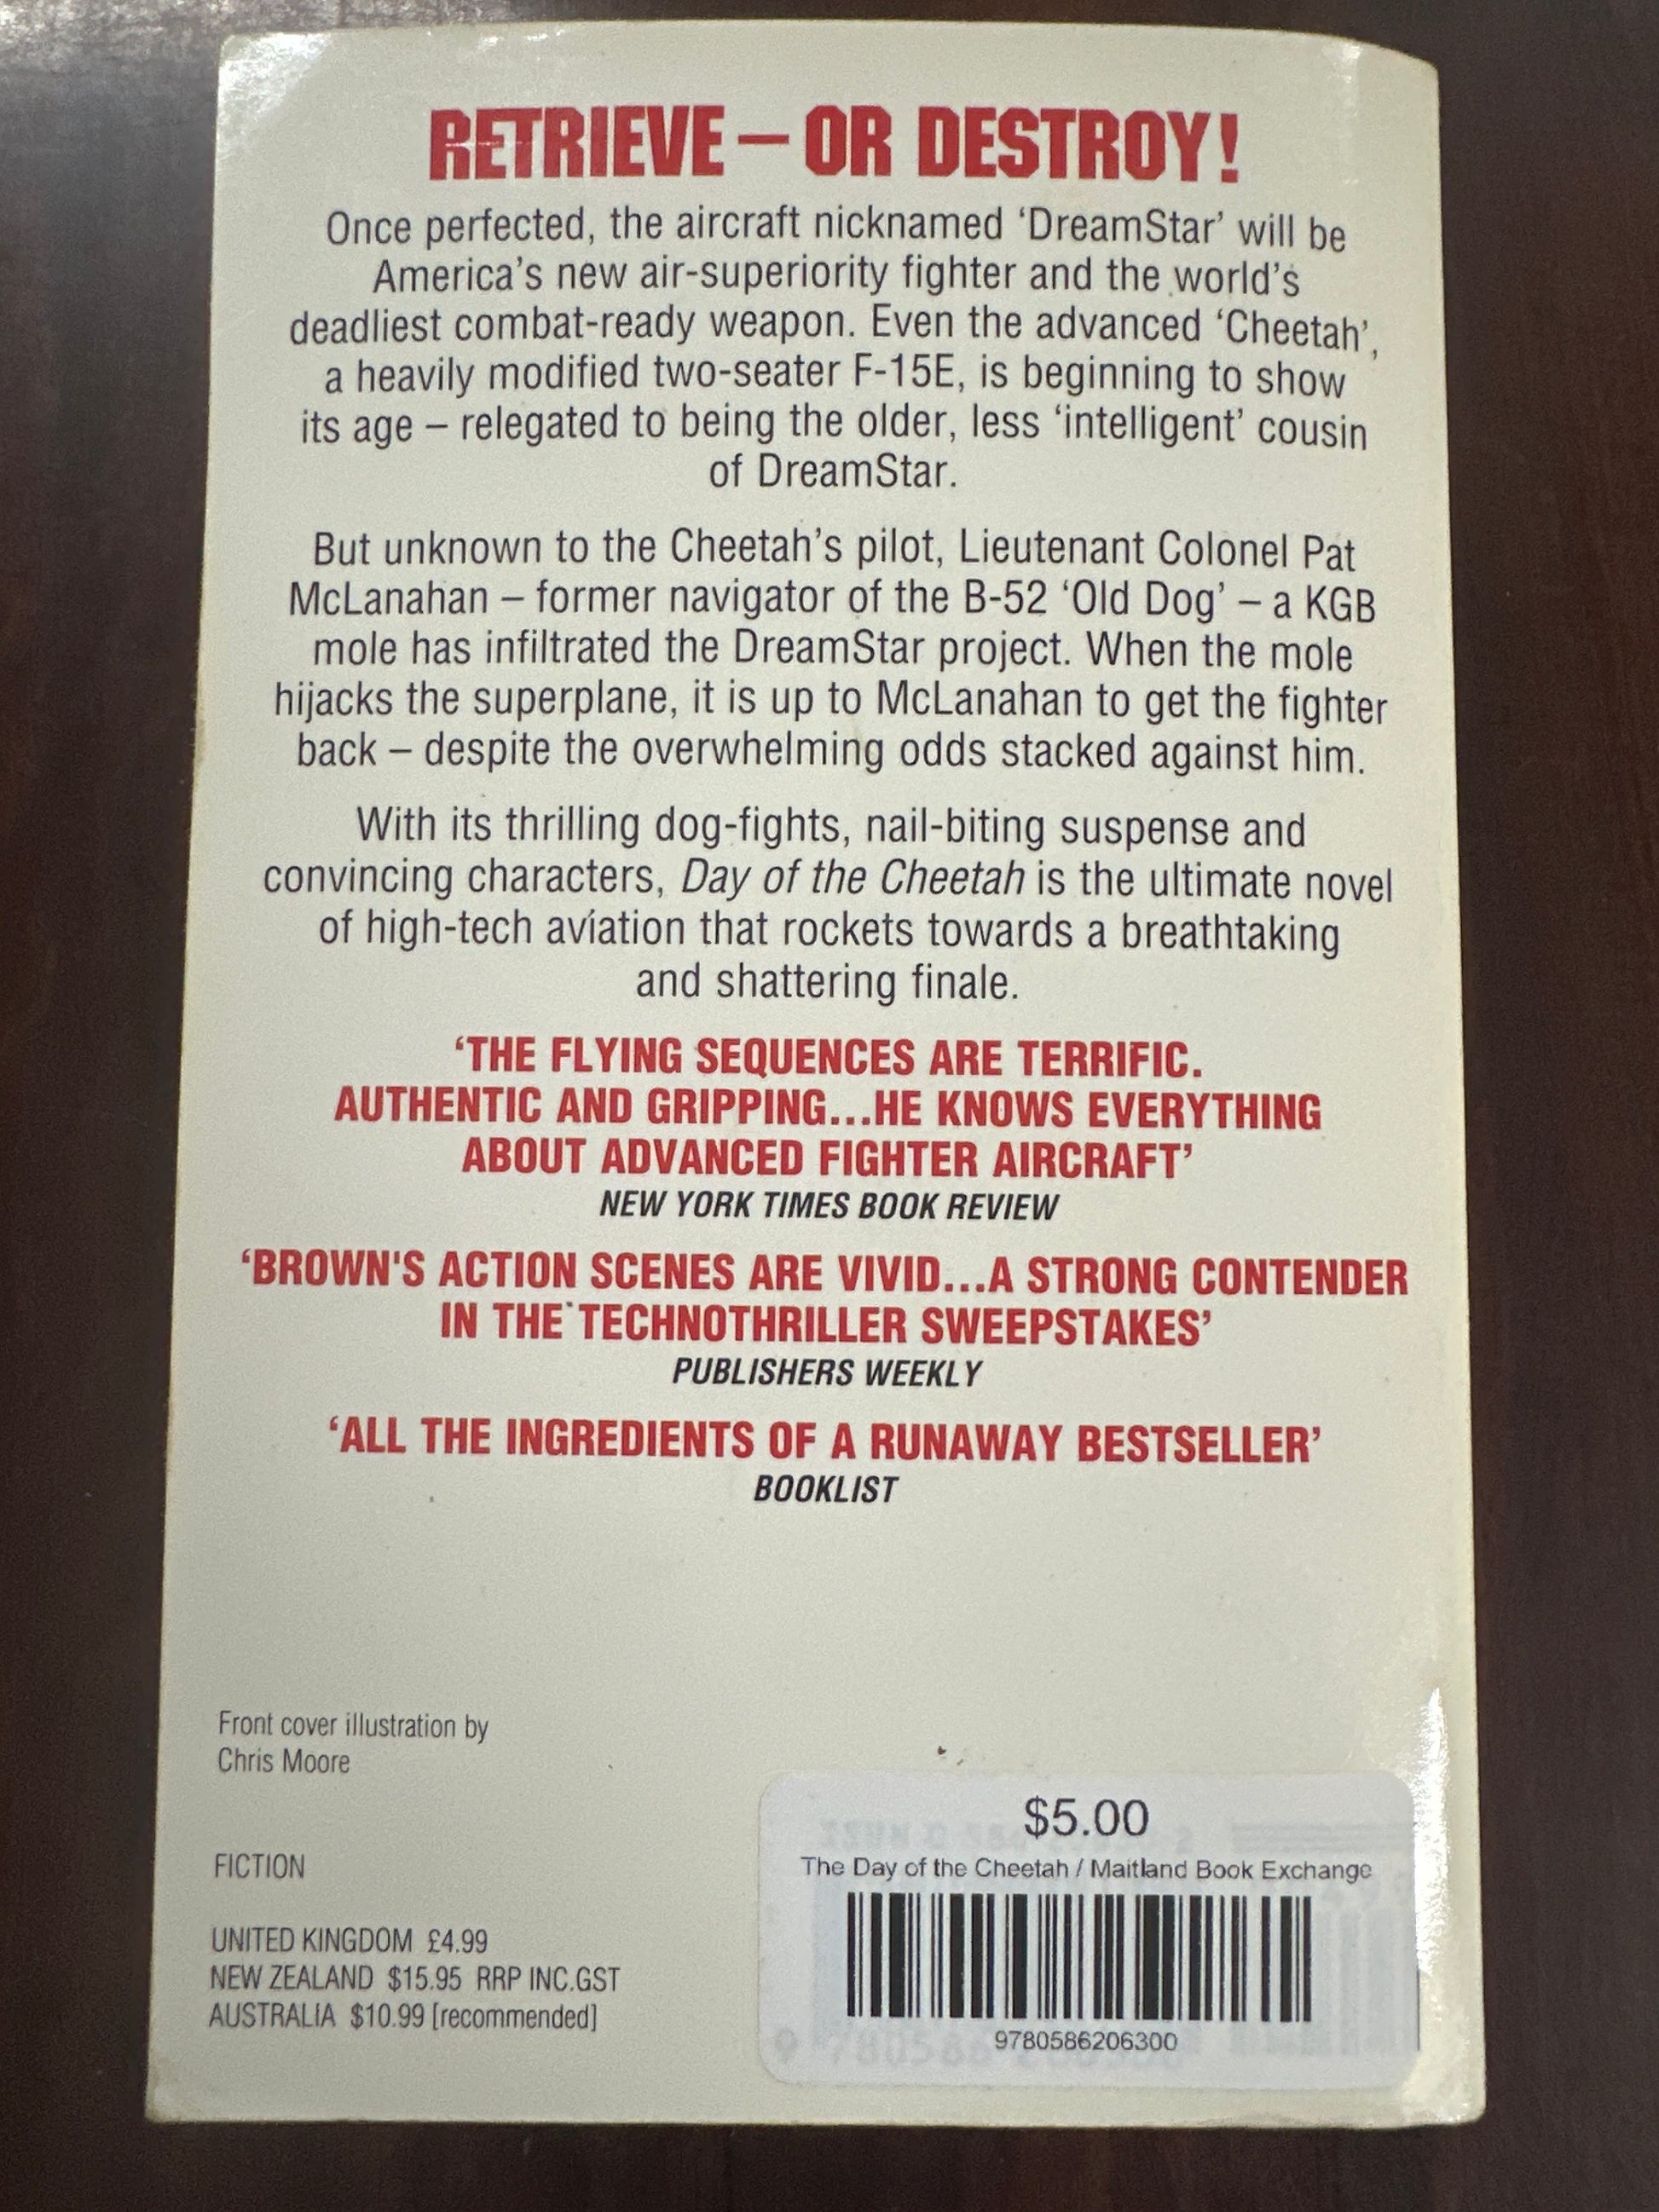 RETRIEVE – OR DESTROY!
Once perfected, the aircraft nicknamed ‘DreamStar’ will be
America’s new air-superiority fighter and the world’s
deadliest combat-ready weapon. Even the advanced ‘Cheetah’,
a heavily modified two-seater F-15E, is beginning to show
its age – relegated to being the older, less ‘intelligent’ cousin
of DreamStar.
But unknown to the Cheetah’s pilot, Lieutenant Colonel Pat
McLanahan – former navigator of the B-52 ‘Old Dog’ – a KGB
mole has infiltrated the DreamStar project. When the mole
hijacks the superplane, it is up to McLanahan to get the fighter
back – despite the overwhelming odds stacked against him.
With its thrilling dog-fights, nail-biting suspense and
convincing characters, Day of the Cheetah is the ultimate novel
of high-tech aviation that rockets towards a breathtaking
and shattering finale.
‘THE FLYING SEQUENCES ARE TERRIFIC.
AUTHENTIC AND GRIPPING...HE KNOWS EVERYTHING
ABOUT ADVANCED FIGHTER AIRCRAFT’
NEW YORK TIMES BOOK REVIEW
‘BROWN'S ACTION SCENES ARE VIVID...A STRONG CONTENDER
IN THE TECHNOTHRILLER SWEEPSTAKES’
PUBLISHERS WEEKLY
‘ALL THE INGREDIENTS OF A RUNAWAY BESTSELLER’
BOOKLIST
Front cover illustration by
Chris Moore
FICTION
UNITED KINGDOM £4.99
NEW ZEALAND $15.95 RRP INC.GST
AUSTRALIA $10.99 [recommended]
$5.00
The Day of the Cheetah / Maitland Book Exchange
9780586206300